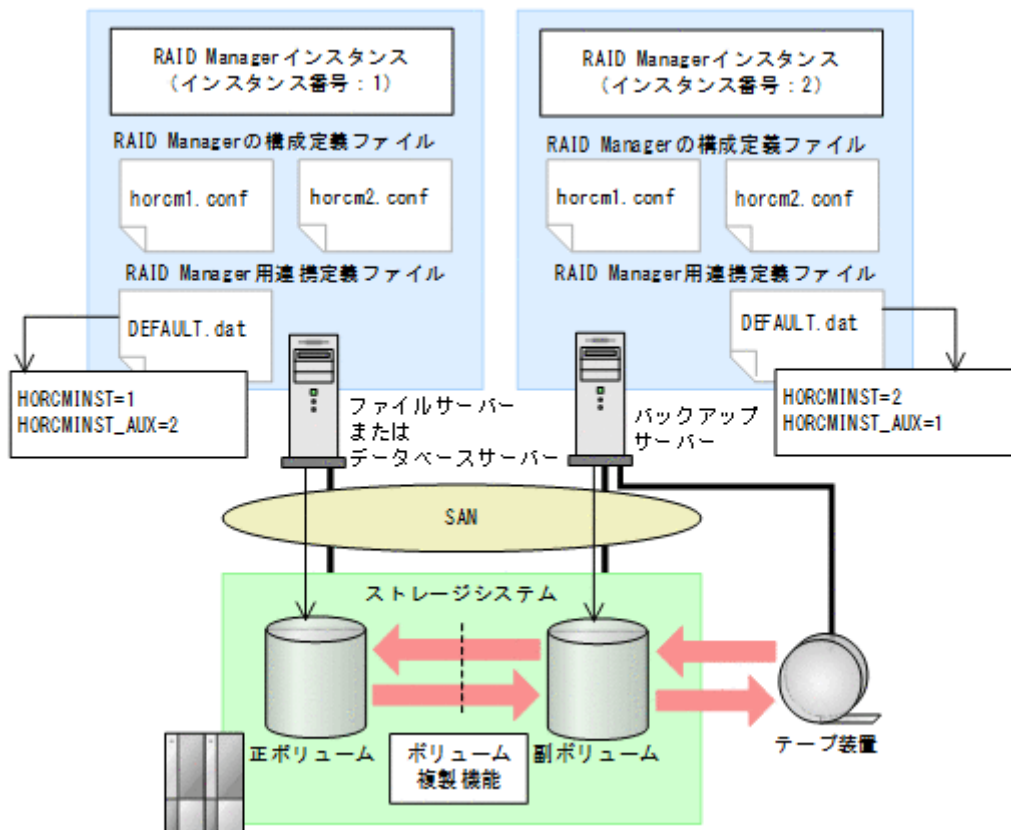 RAID Managerインスタンス
(インスタンス番号:1)
RAID Managerの構成定義ファイル
horcm1.conf
horcm2.conf
RAID Manager用連携定義ファイル
DEFAULT.dat
HORCMINST=1
HORCMINST_AUX=2
ファイルサーバー
または
データベースサーバー
RAID Managerインスタンス
(インスタンス番号:2)
RAID Managerの構成定義ファイル
horcm1.conf
horcm2.conf
RAID Manager用連携定義ファイル
DEFAULT.dat
HORCMINST=2
HORCMINST_AUX=1
バックアップ
サーバー
SAN
ストレージシステム
正ボリューム
ボリューム
複製機能
副ボリューム
テープ装置